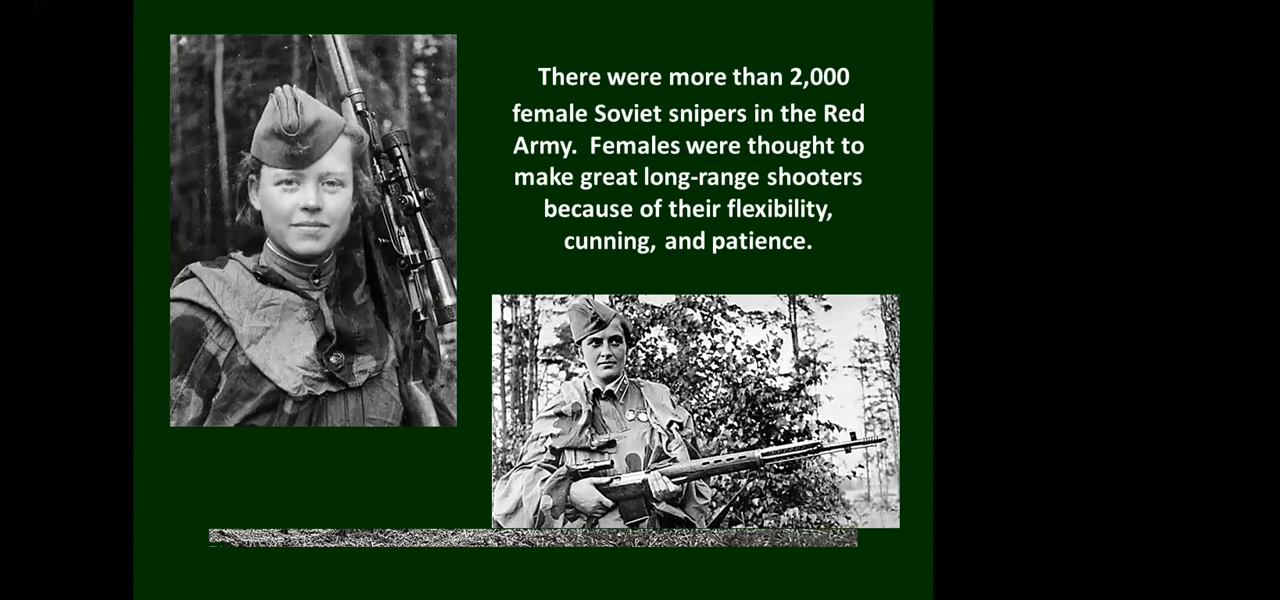 There were more than 2,000
female Soviet snipers in the Red
Army.  Females were thought to
make great long-range shooters
because of their flexibility,
cunning, and patience.